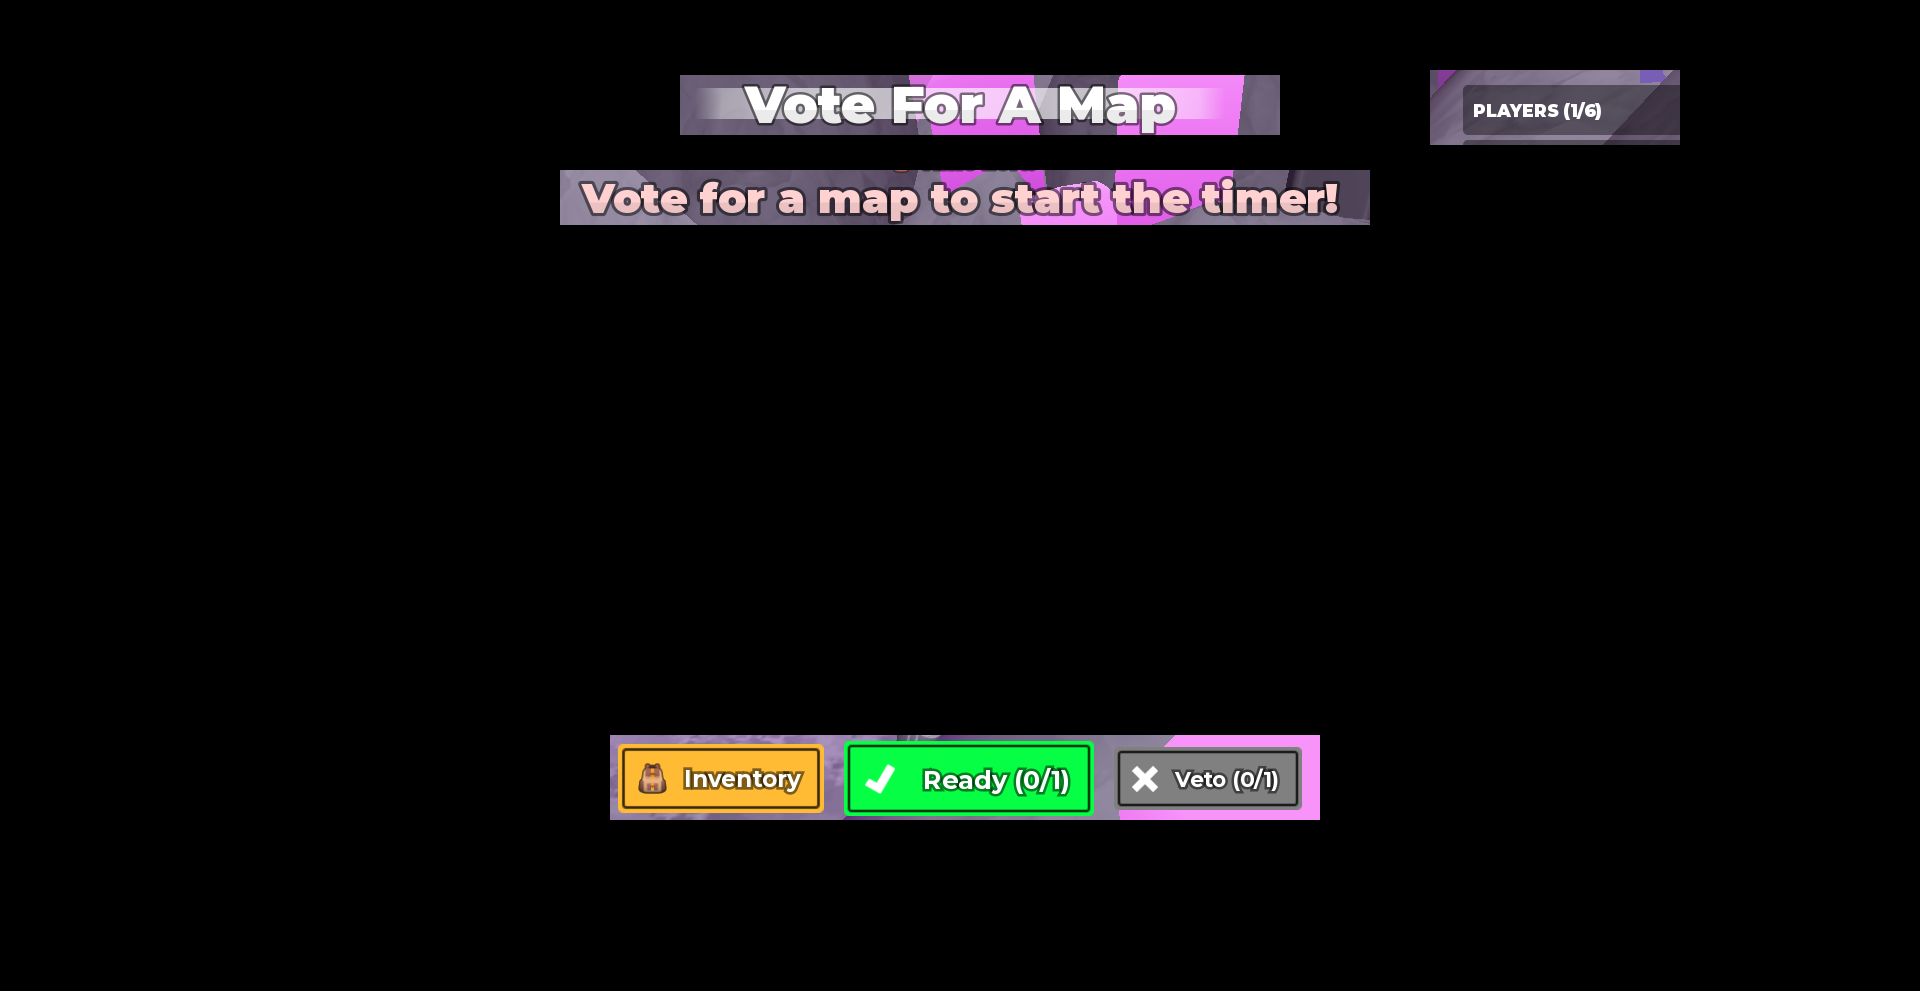 Vote For A Map
PLAYERS (1/6)
Vote for a map to start the timer!
Inventory
Ready (0/1)
Veto (0/1)